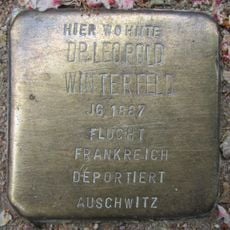 HIER WOHNTE
DR. LEOPOLD
WINTERFELD
JG. 1887
FLUCHT
FRANKREICH
DEPORTIERT
AUSCHWITZ